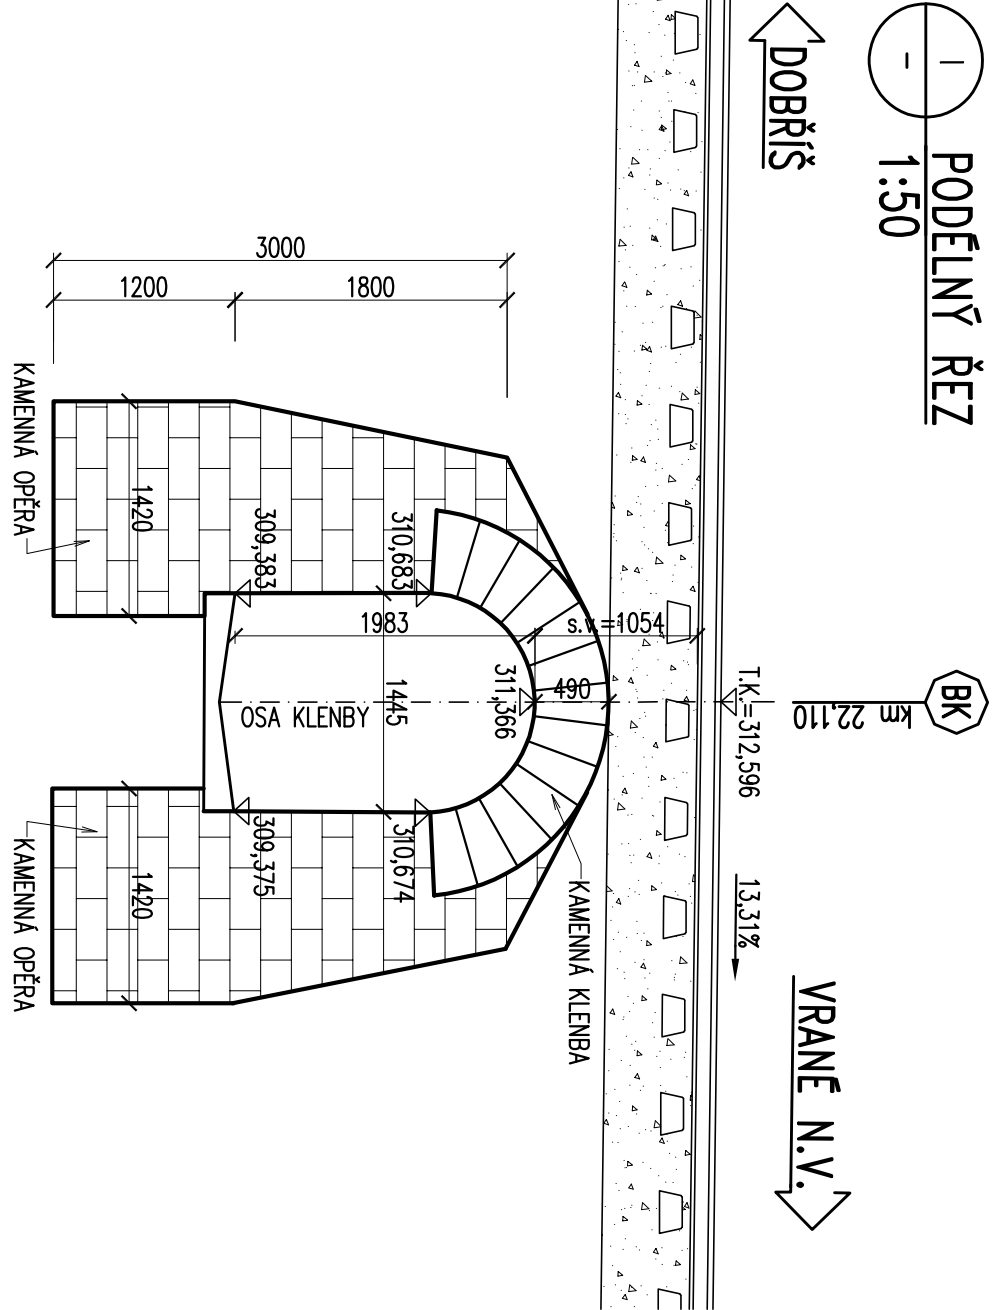 PODÉLNÝ ŘEZ
1:50
DOBŘÍŠ
BK
km 22,110
VRANÉ N.V.
T.K.=312,596
13,31%
s.v.=1054
490
311,366
KAMENNÁ KLENBA
310,683
310,674
1983
1445
OSA KLENBY
309,383
309,375
3000
1200
1800
1420
1420
KAMENNÁ OPĚRA
KAMENNÁ OPĚRA